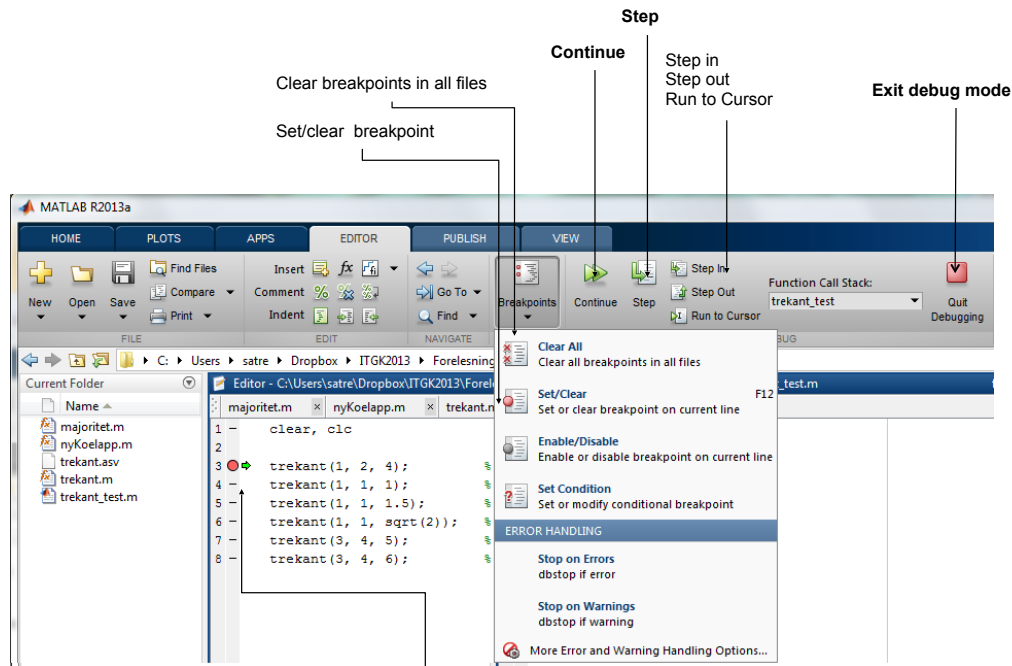 Step
Continue
Step in
Step out
Run to Cursor
Clear breakpoints in all files
Exit debug mode
Set/clear breakpoint
MATLAB R2013a
HOME PLOTS APPS EDITOR PUBLISH VIEW
New Open Save
Find Files
Compare
Print
FILE
Insert fx
Comment
Indent
EDIT
Go To
Find
NAVIGATE
Breakpoints
Continue
Step
Step In
Step Out
Run to Cursor
Function Call Stack:
trekant_test
Quit
Debugging
C: Users satre Dropbox ITGK2013 Forelesning
Current Folder
Name
majoritet.m
nyKoelapp.m
trekant.asv
trekant.m
trekant_test.m
Editor - C:\Users\satre\Dropbox\ITGK2013\Forel
_test.m
majoritet.m × nyKoelapp.m × trekant.m
1 - clear, clc
2
3 trekant(1, 2, 4); %
4 - trekant(1, 1, 1); %
5 - trekant(1, 1, 1.5); %
6 - trekant(1, 1, sqrt(2)); %
7 - trekant(3, 4, 5); %
8 - trekant(3, 4, 6); %
Clear All
Clear all breakpoints in all files
Set/Clear F12
Set or clear breakpoint on current line
Enable/Disable
Enable or disable breakpoint on current line
Set Condition
Set or modify conditional breakpoint
ERROR HANDLING
Stop on Errors
dbstop if error
Stop on Warnings
dbstop if warning
More Error and Warning Handling Options...